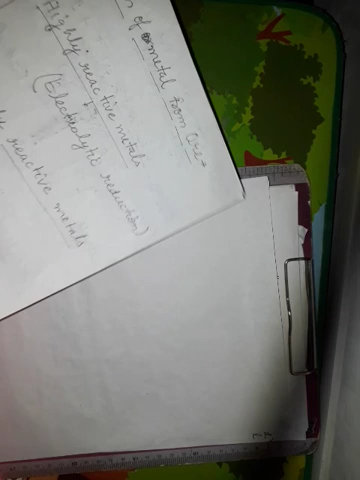 of metal from Ore
Highly reactive metals
(Electrolytic reduction)
reactive metals